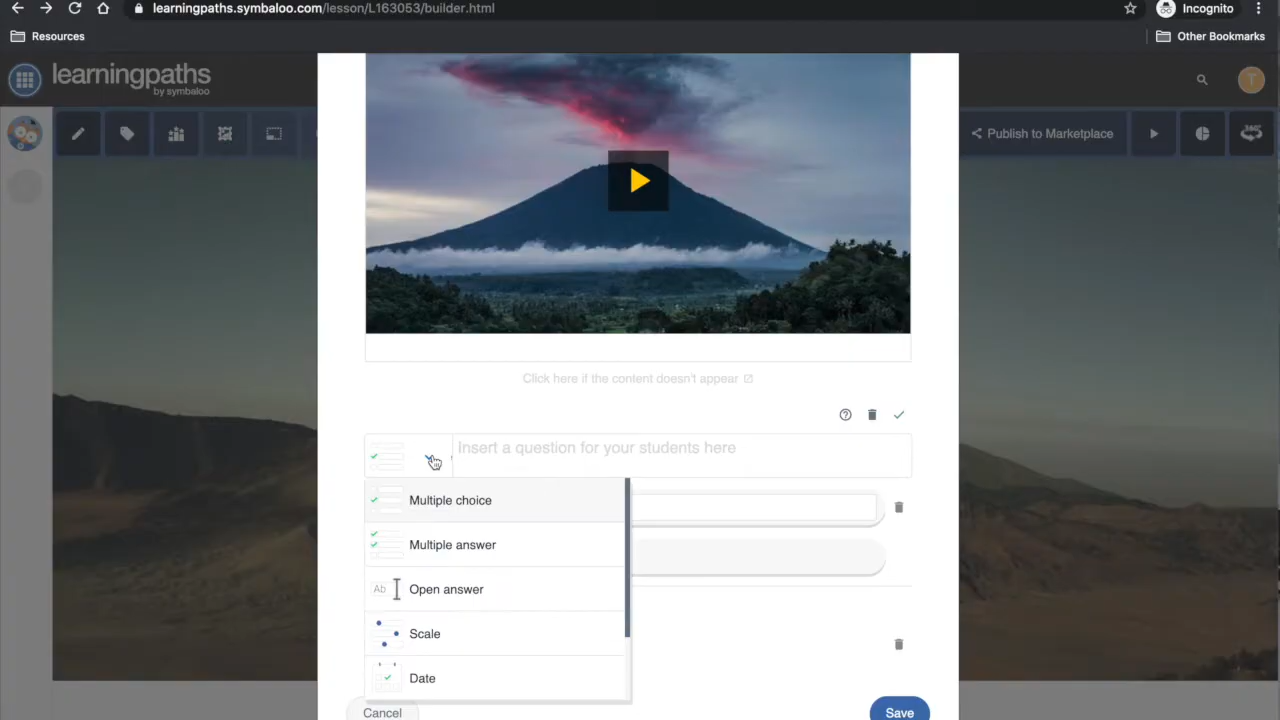 learningpaths.symbaloo.com/lesson/L163053/builder.html
Incognito
Resources
Other Bookmarks
learningpaths
by symbaloo
T
Publish to Marketplace
360
Click here if the content doesn't appear
Insert a question for your students here
Multiple choice
Multiple answer
Ab
Open answer
Scale
Date
Cancel
Save